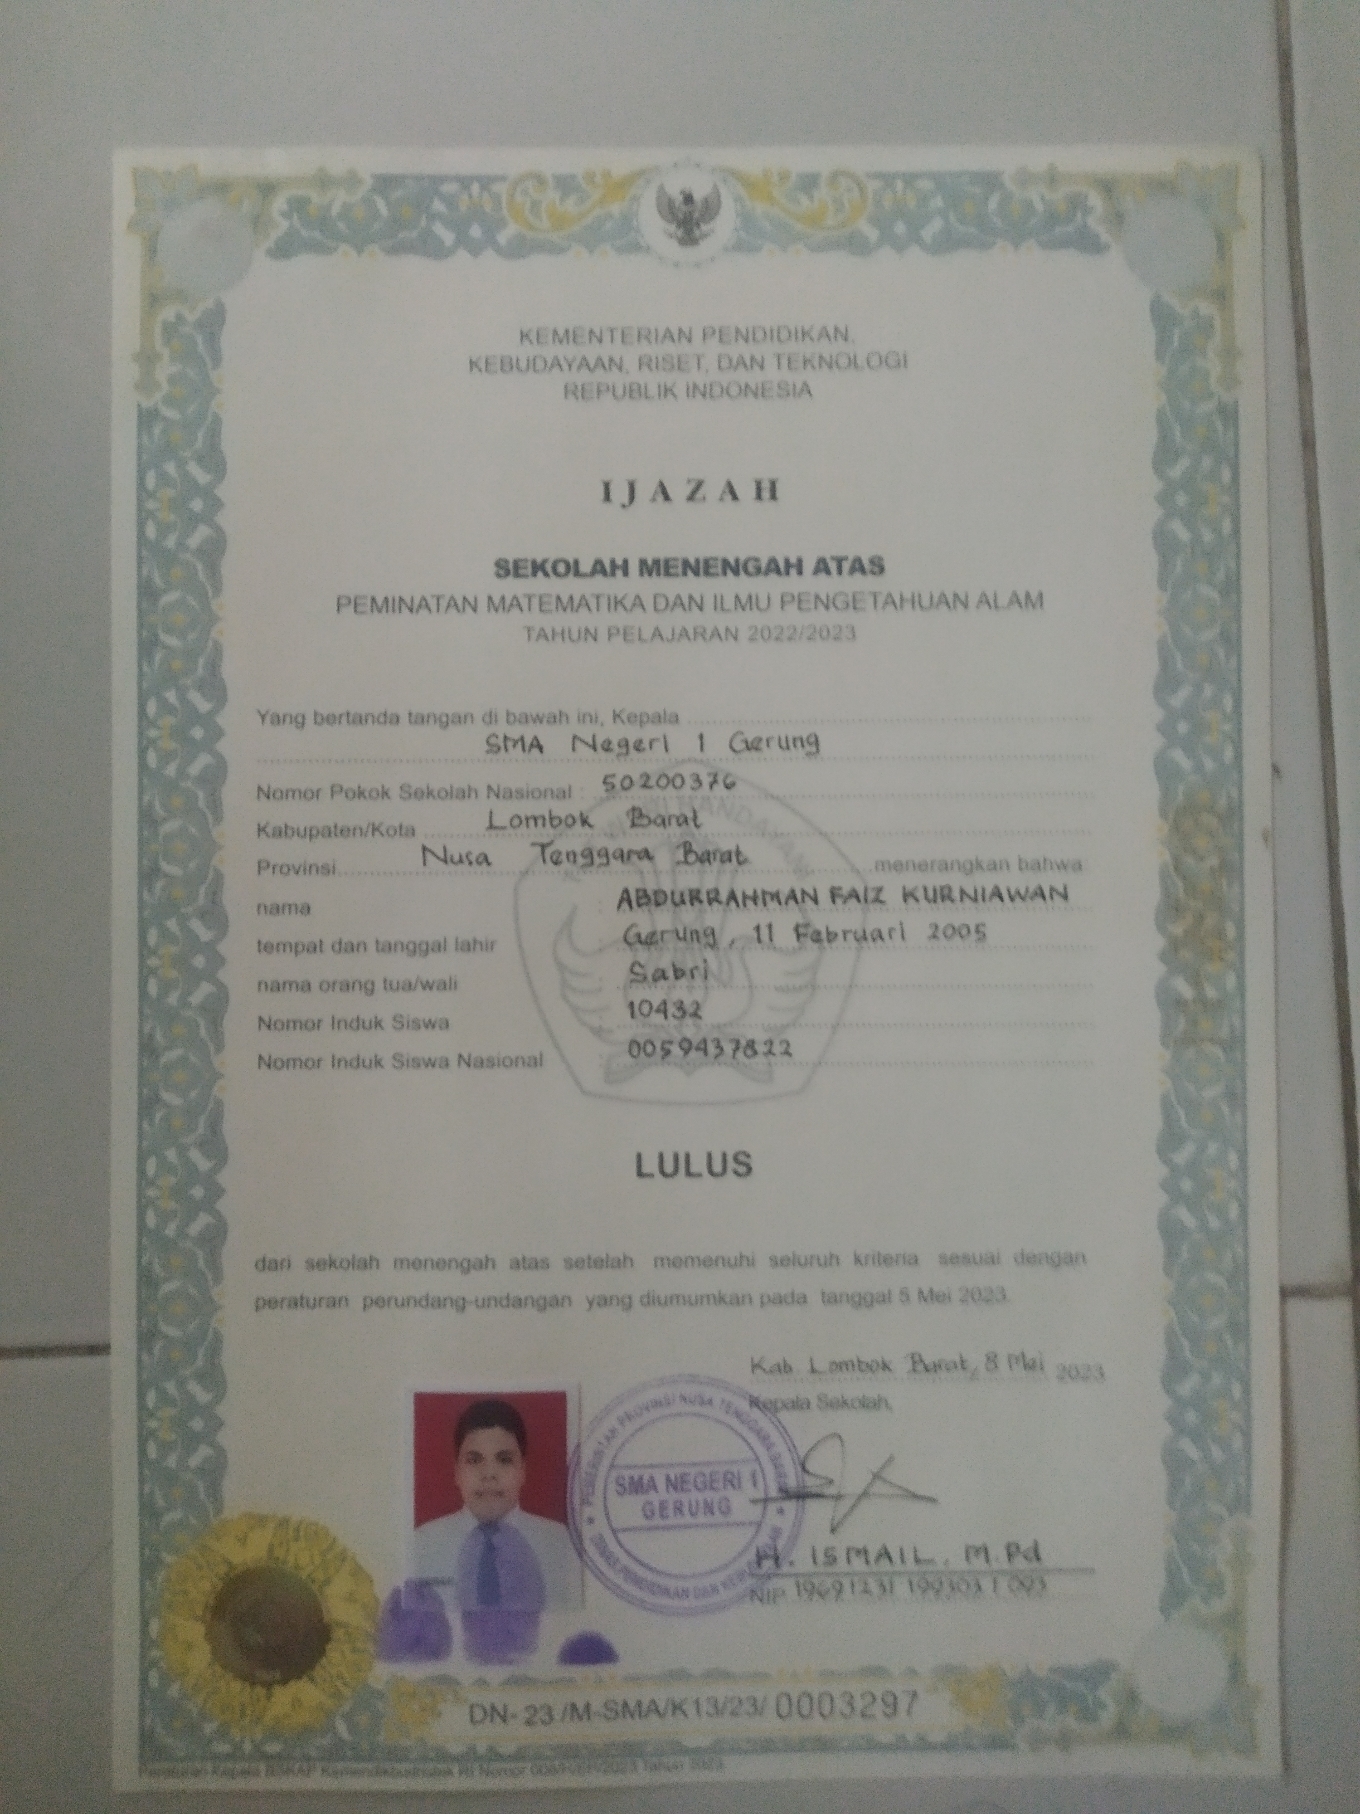 KEMENTERIAN PENDIDIKAN,
KEBUDAYAAN, RISET, DAN TEKNOLOGI
REPUBLIK INDONESIA
IJAZAH
SEKOLAH MENENGAH ATAS
PEMINATAN MATEMATIKA DAN ILMU PENGETAHUAN ALAM
TAHUN PELAJARAN 2022/2023
Yang bertanda tangan di bawah ini, Kepala
SMA Negeri 1 Gerung
Nomor Pokok Sekolah Nasional : 50200376
Kabupaten/Kota Lombok Barat
Provinsi Nusa Tenggara Barat menerangkan bahwa:
nama : ABDURRAHMAN FAIZ KURNIAWAN
tempat dan tanggal lahir : Gerung, 11 Februari 2005
nama orang tua/wali : Sabri
Nomor Induk Siswa : 10432
Nomor Induk Siswa Nasional : 0059437822
LULUS
dari sekolah menengah atas setelah memenuhi seluruh kriteria sesuai dengan
peraturan perundang-undangan yang diumumkan pada tanggal 5 Mei 2023.
Kab. Lombok Barat, 8 Mei 2023
Kepala Sekolah,
PROVINSI NUSA TENGGARA
SMA NEGERI 1
GERUNG
H. ISMAIL, M.Pd
NIP 19691231 199303 1 093
DN- 23 /M-SMA/K13/23/ 0003297